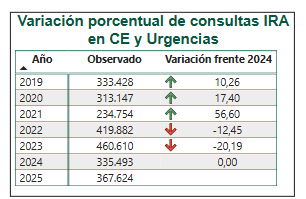 Variación porcentual de consultas IRA
en CE y Urgencias
Año Observado Variación frente 2024
2019 333.428 10,26
2020 313.147 17,40
2021 234.754 56,60
2022 419.882 -12,45
2023 460.610 -20,19
2024 335.493 0,00
2025 367.624